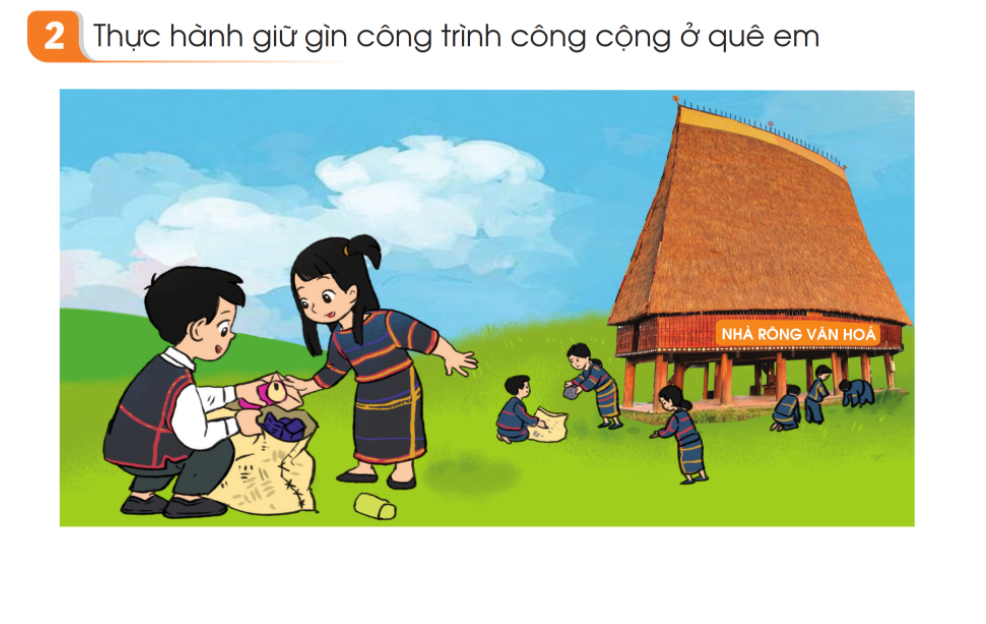 2
Thực hành giữ gìn công trình công cộng ở quê em
NHÀ RÔNG VĂN HOÁ